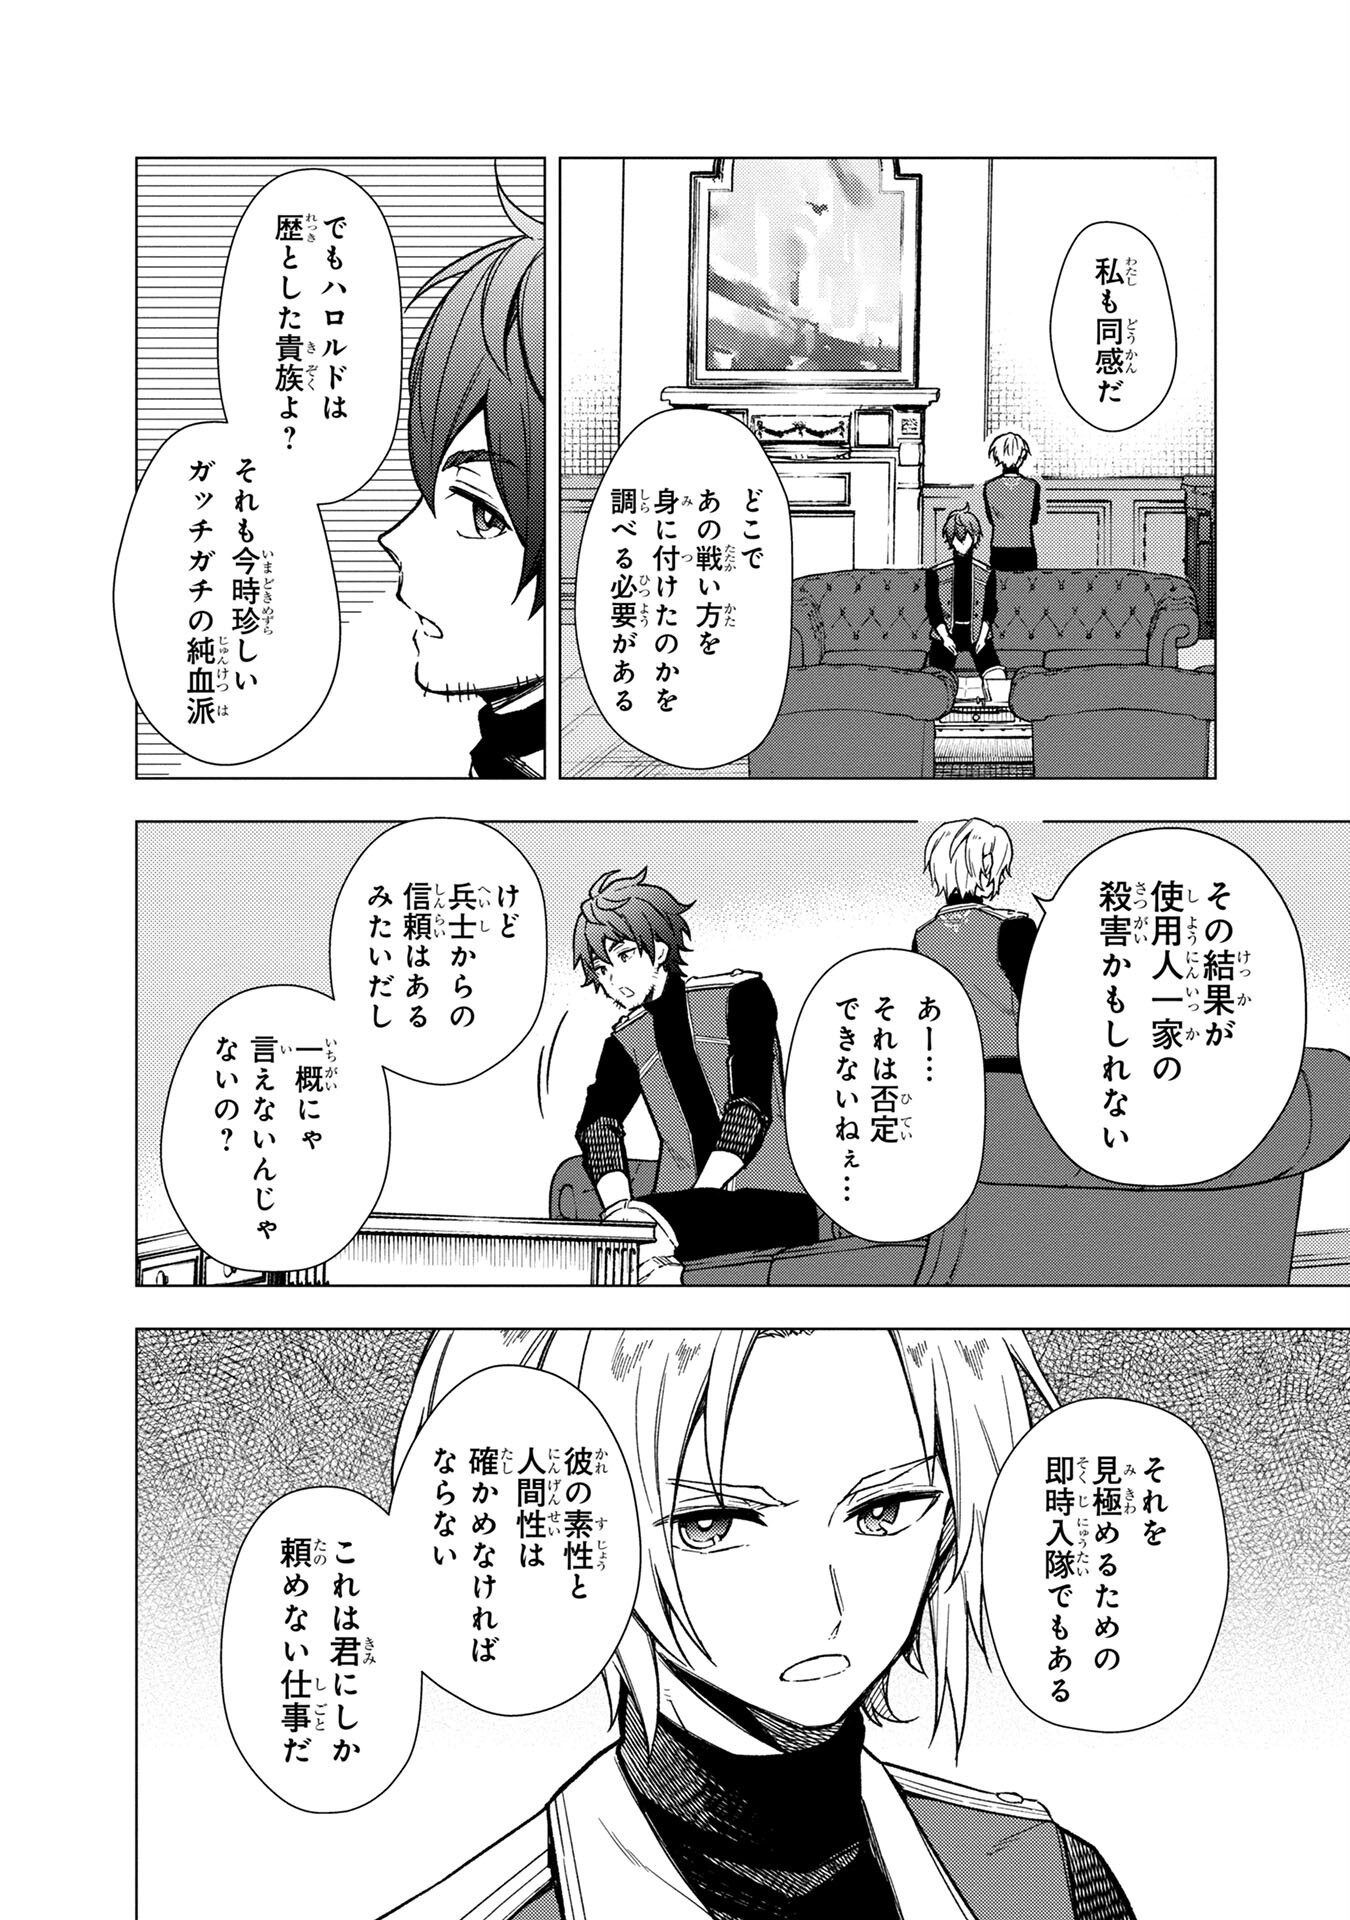 私も同感だ
どこで
あの戦い方を
身に付けたのかを
調べる必要がある
でもハロルドは
歴とした貴族よ?
それも今時珍しい
ガッチガチの純血派
その結果が
使用人一家の
殺害かもしれない
あー…
それは否定
できないねぇ…
けど
兵士からの
信頼はある
みたいだし
一概にゃ
言えないんじゃ
ないの?
それを
見極めるための
即時入隊でもある
彼の素性と
人間性は
確かめなければ
ならない
これは君にしか
頼めない仕事だ